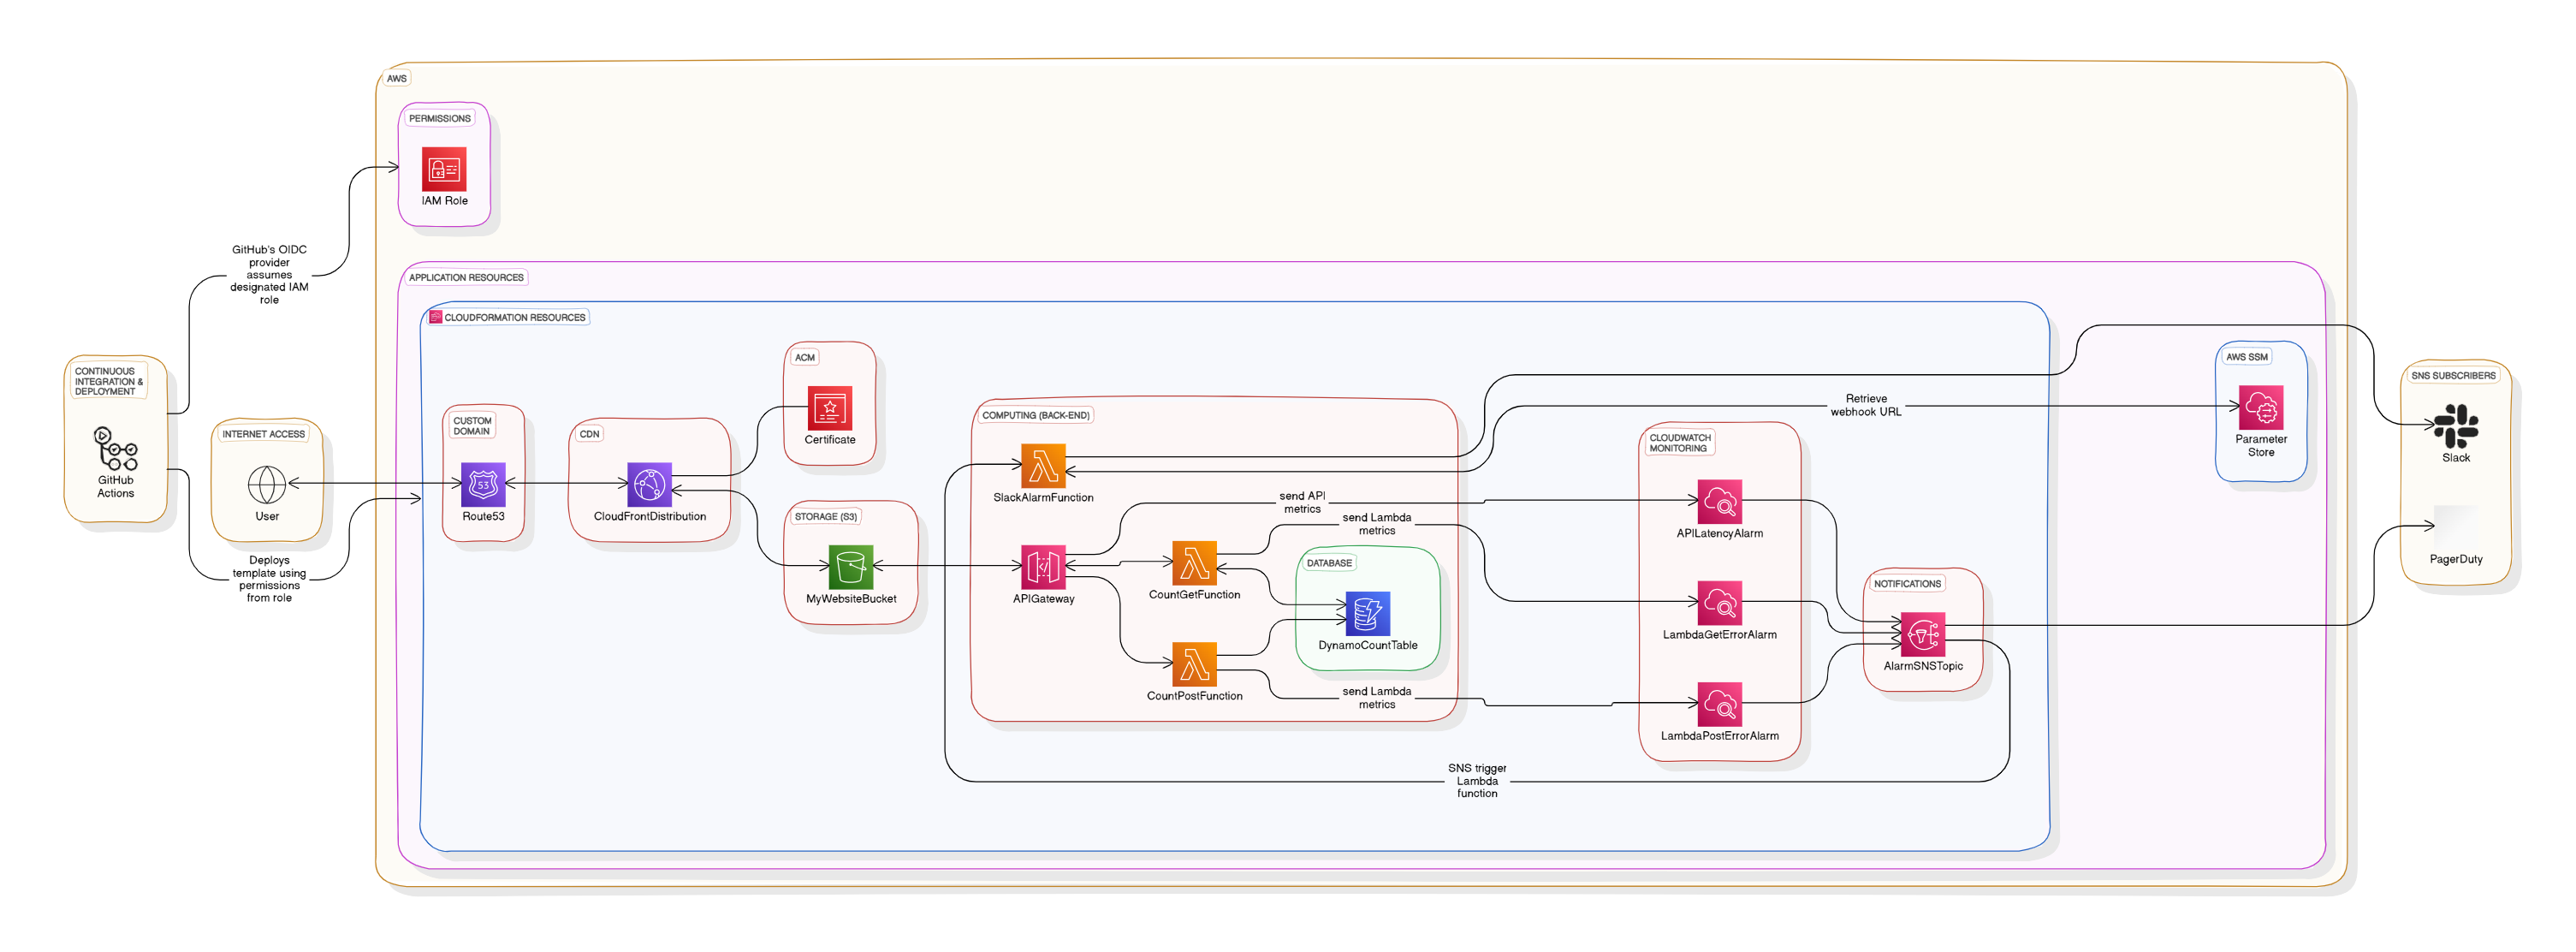 AWS
PERMISSIONS
IAM Role
GitHub's OIDC
provider
assumes
designated IAM
role
APPLICATION RESOURCES
CLOUDFORMATION RESOURCES
CONTINUOUS
INTEGRATION &
DEPLOYMENT
GitHub
Actions
INTERNET ACCESS
User
Deploys
template using
permissions
from role
CUSTOM
DOMAIN
53
Route53
CDN
CloudFrontDistribution
ACM
Certificate
STORAGE (S3)
MyWebsiteBucket
COMPUTING (BACK-END)
SlackAlarmFunction
APIGateway
CountGetFunction
CountPostFunction
DATABASE
DynamoCountTable
send API
metrics
send Lambda
metrics
send Lambda
metrics
SNS trigger
Lambda
function
CLOUDWATCH
MONITORING
APILatencyAlarm
LambdaGetErrorAlarm
LambdaPostErrorAlarm
Retrieve
webhook URL
NOTIFICATIONS
AlarmSNSTopic
AWS SSM
Parameter
Store
SNS SUBSCRIBERS
Slack
PagerDuty